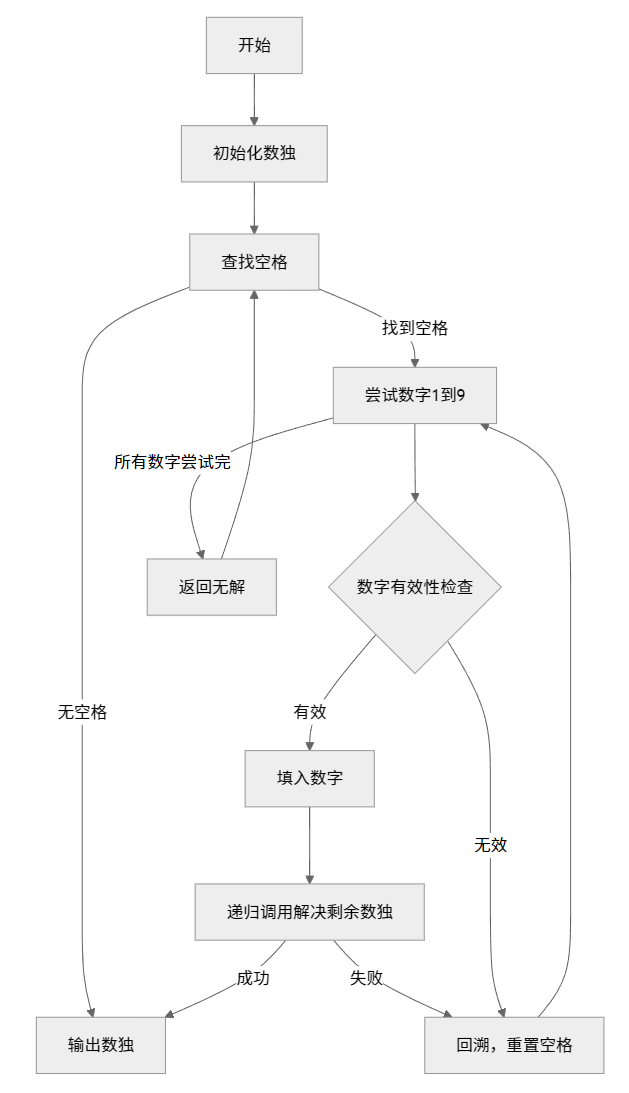 开始
初始化数独
查找空格
找到空格
尝试数字1到9
所有数字尝试完
返回无解
数字有效性检查
无空格
有效
填入数字
无效
递归调用解决剩余数独
成功
失败
输出数独
回溯，重置空格